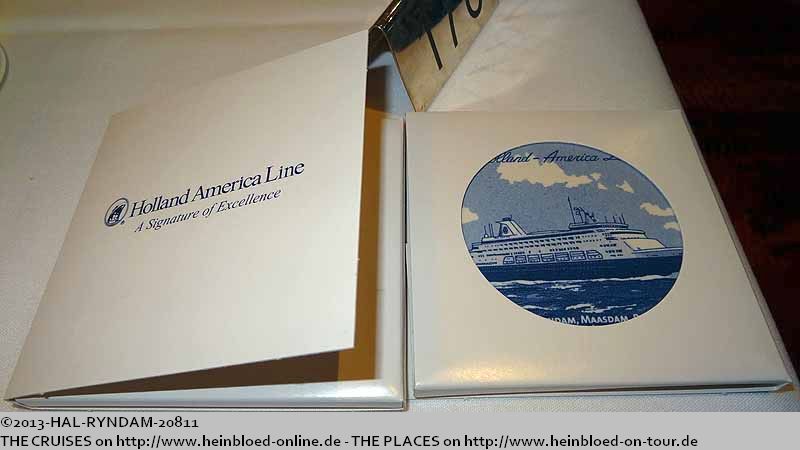 Holland America Line
A Signature of Excellence
America
MAASDAM,
©2013-HAL-RYNDAM-20811
THE CRUISES on http://www.heinbloed-online.de - THE PLACES on http://www.heinbloed-on-tour.de